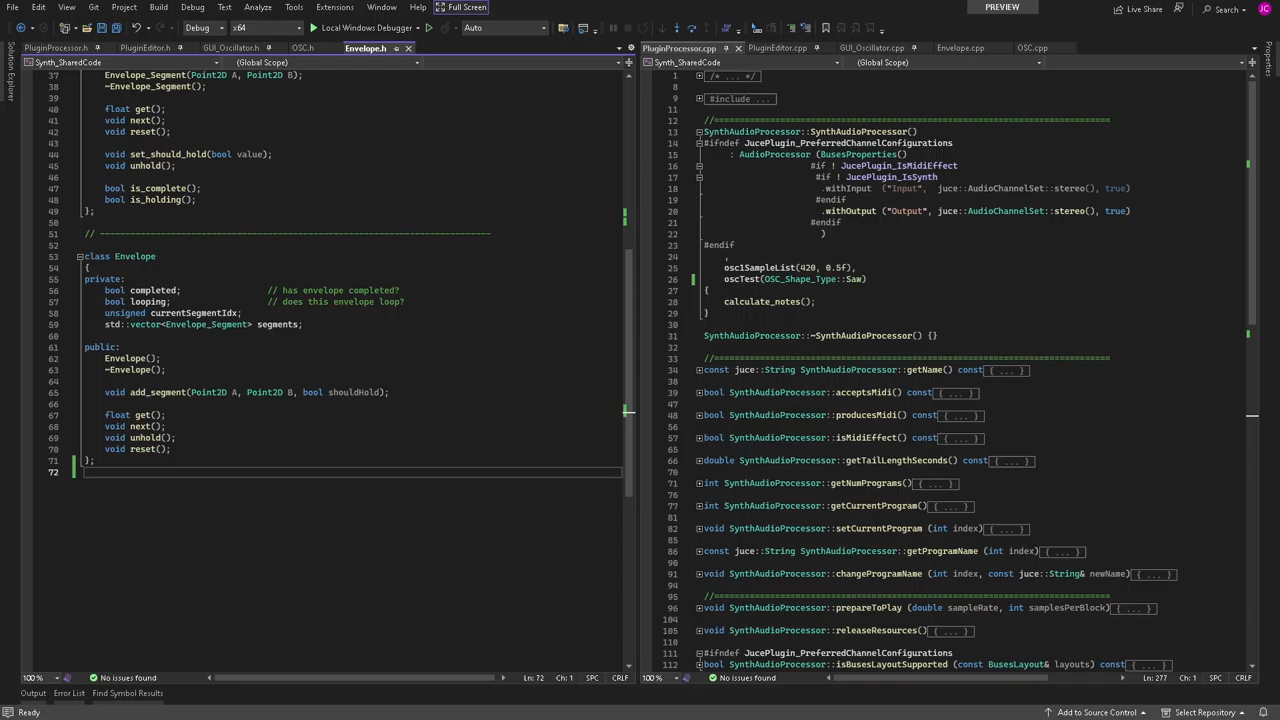 File Edit View Git Project Build Debug Test Analyze Tools Extensions Window Help Full Screen PREVIEW
Debug x64 Local Windows Debugger Auto Live Share Search JC
PluginProcessor.h PluginEditor.h GUI_Oscillator.h OSC.h Envelope.h
Synth_SharedCode (Global Scope)
37 Envelope_Segment(Point2D A, Point2D B);
38 ~Envelope_Segment();
39
40 float get();
41 void next();
42 void reset();
43
44 void set_should_hold(bool value);
45 void unhold();
46
47 bool is_complete();
48 bool is_holding();
49 };
50
51 // --------------------------------------------------------------------------
52
53 class Envelope
54 {
55 private:
56 bool completed; // has envelope completed?
57 bool looping; // does this envelope loop?
58 unsigned currentSegmentIdx;
59 std::vector<Envelope_Segment> segments;
60
61 public:
62 Envelope();
63 ~Envelope();
64
65 void add_segment(Point2D A, Point2D B, bool shouldHold);
66
67 float get();
68 void next();
69 void unhold();
70 void reset();
71 };
72
100 % No issues found Ln: 72 Ch: 1 SPC CRLF
PluginProcessor.cpp PluginEditor.cpp GUI_Oscillator.cpp Envelope.cpp OSC.cpp
Synth_SharedCode (Global Scope)
1 /* ... */
8
9 #include ...
11
12 //==============================================================================
13 SynthAudioProcessor::SynthAudioProcessor()
14 #ifndef JucePlugin_PreferredChannelConfigurations
15 : AudioProcessor (BusesProperties()
16 #if ! JucePlugin_IsMidiEffect
17 #if ! JucePlugin_IsSynth
18 .withInput ("Input", juce::AudioChannelSet::stereo(), true)
19 #endif
20 .withOutput ("Output", juce::AudioChannelSet::stereo(), true)
21 #endif
22 )
23 #endif
24 ,
25 osc1SampleList(420, 0.5f),
26 oscTest(OSC_Shape_Type::Saw)
27 {
28 calculate_notes();
29 }
30
31 SynthAudioProcessor::~SynthAudioProcessor() {}
32
33 //==============================================================================
34 const juce::String SynthAudioProcessor::getName() const { ... }
38
39 bool SynthAudioProcessor::acceptsMidi() const { ... }
47
48 bool SynthAudioProcessor::producesMidi() const { ... }
56
57 bool SynthAudioProcessor::isMidiEffect() const { ... }
65
66 double SynthAudioProcessor::getTailLengthSeconds() const { ... }
70
71 int SynthAudioProcessor::getNumPrograms() { ... }
76
77 int SynthAudioProcessor::getCurrentProgram() { ... }
81
82 void SynthAudioProcessor::setCurrentProgram (int index) { ... }
85
86 const juce::String SynthAudioProcessor::getProgramName (int index) { ... }
90
91 void SynthAudioProcessor::changeProgramName (int index, const juce::String& newName) { ... }
94
95 //==============================================================================
96 void SynthAudioProcessor::prepareToPlay (double sampleRate, int samplesPerBlock) { ... }
104
105 void SynthAudioProcessor::releaseResources() { ... }
110
111 #ifndef JucePlugin_PreferredChannelConfigurations
112 bool SynthAudioProcessor::isBusesLayoutSupported (const BusesLayout& layouts) const { ... }
100 % No issues found Ln: 277 Ch: 1 SPC CRLF
Solution Explorer
Properties
Output Error List Find Symbol Results
Ready Add to Source Control Select Repository